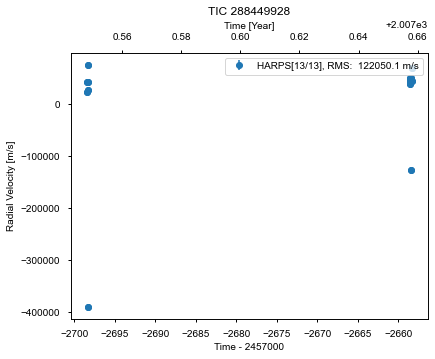 TIC 288449928
Time [Year]
+2.007e3
0.56 0.58 0.60 0.62 0.64 0.66
HARPS[13/13], RMS: 122050.1 m/s
Radial Velocity [m/s]
0
−100000
−200000
−300000
−400000
−2700 −2695 −2690 −2685 −2680 −2675 −2670 −2665 −2660
Time - 2457000